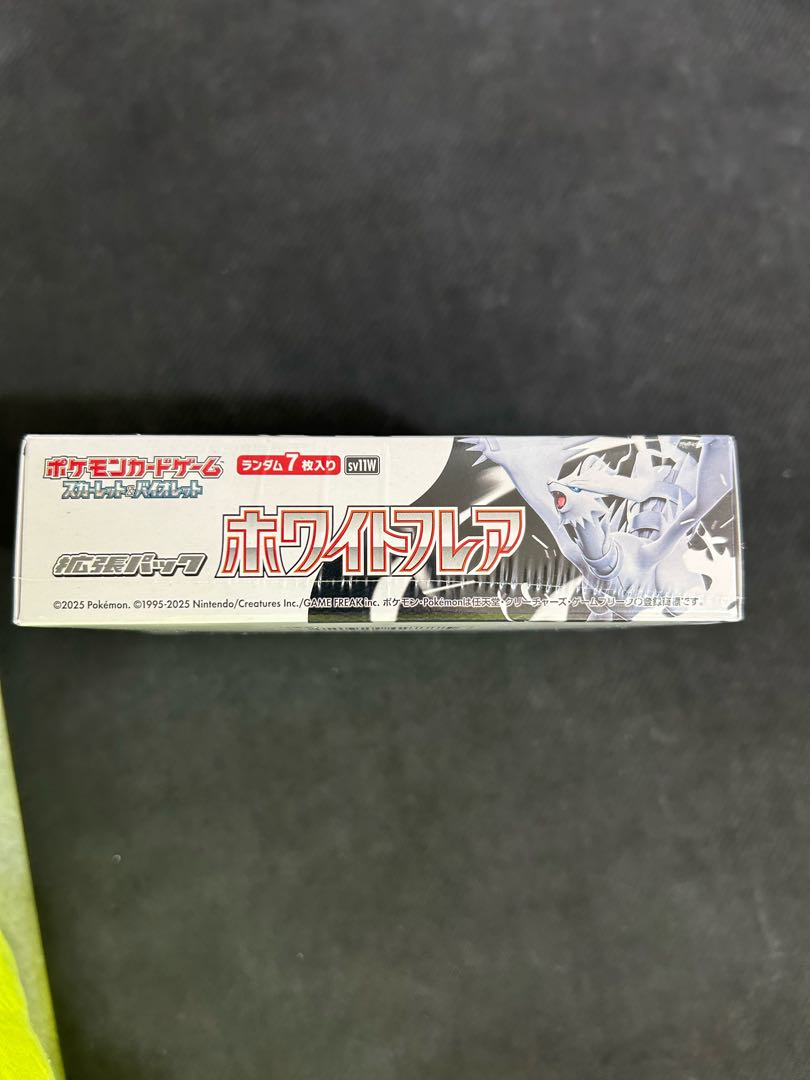 ポケモンカードゲーム
スカーレット&バイオレット
ランダム7枚入り sv11W
拡張パック ホワイトフレア
©2025 Pokémon. ©1995-2025 Nintendo/Creatures Inc./GAME FREAK inc. ポケモン・Pokémonは任天堂・クリーチャーズ・ゲームフリークの登録商標です。